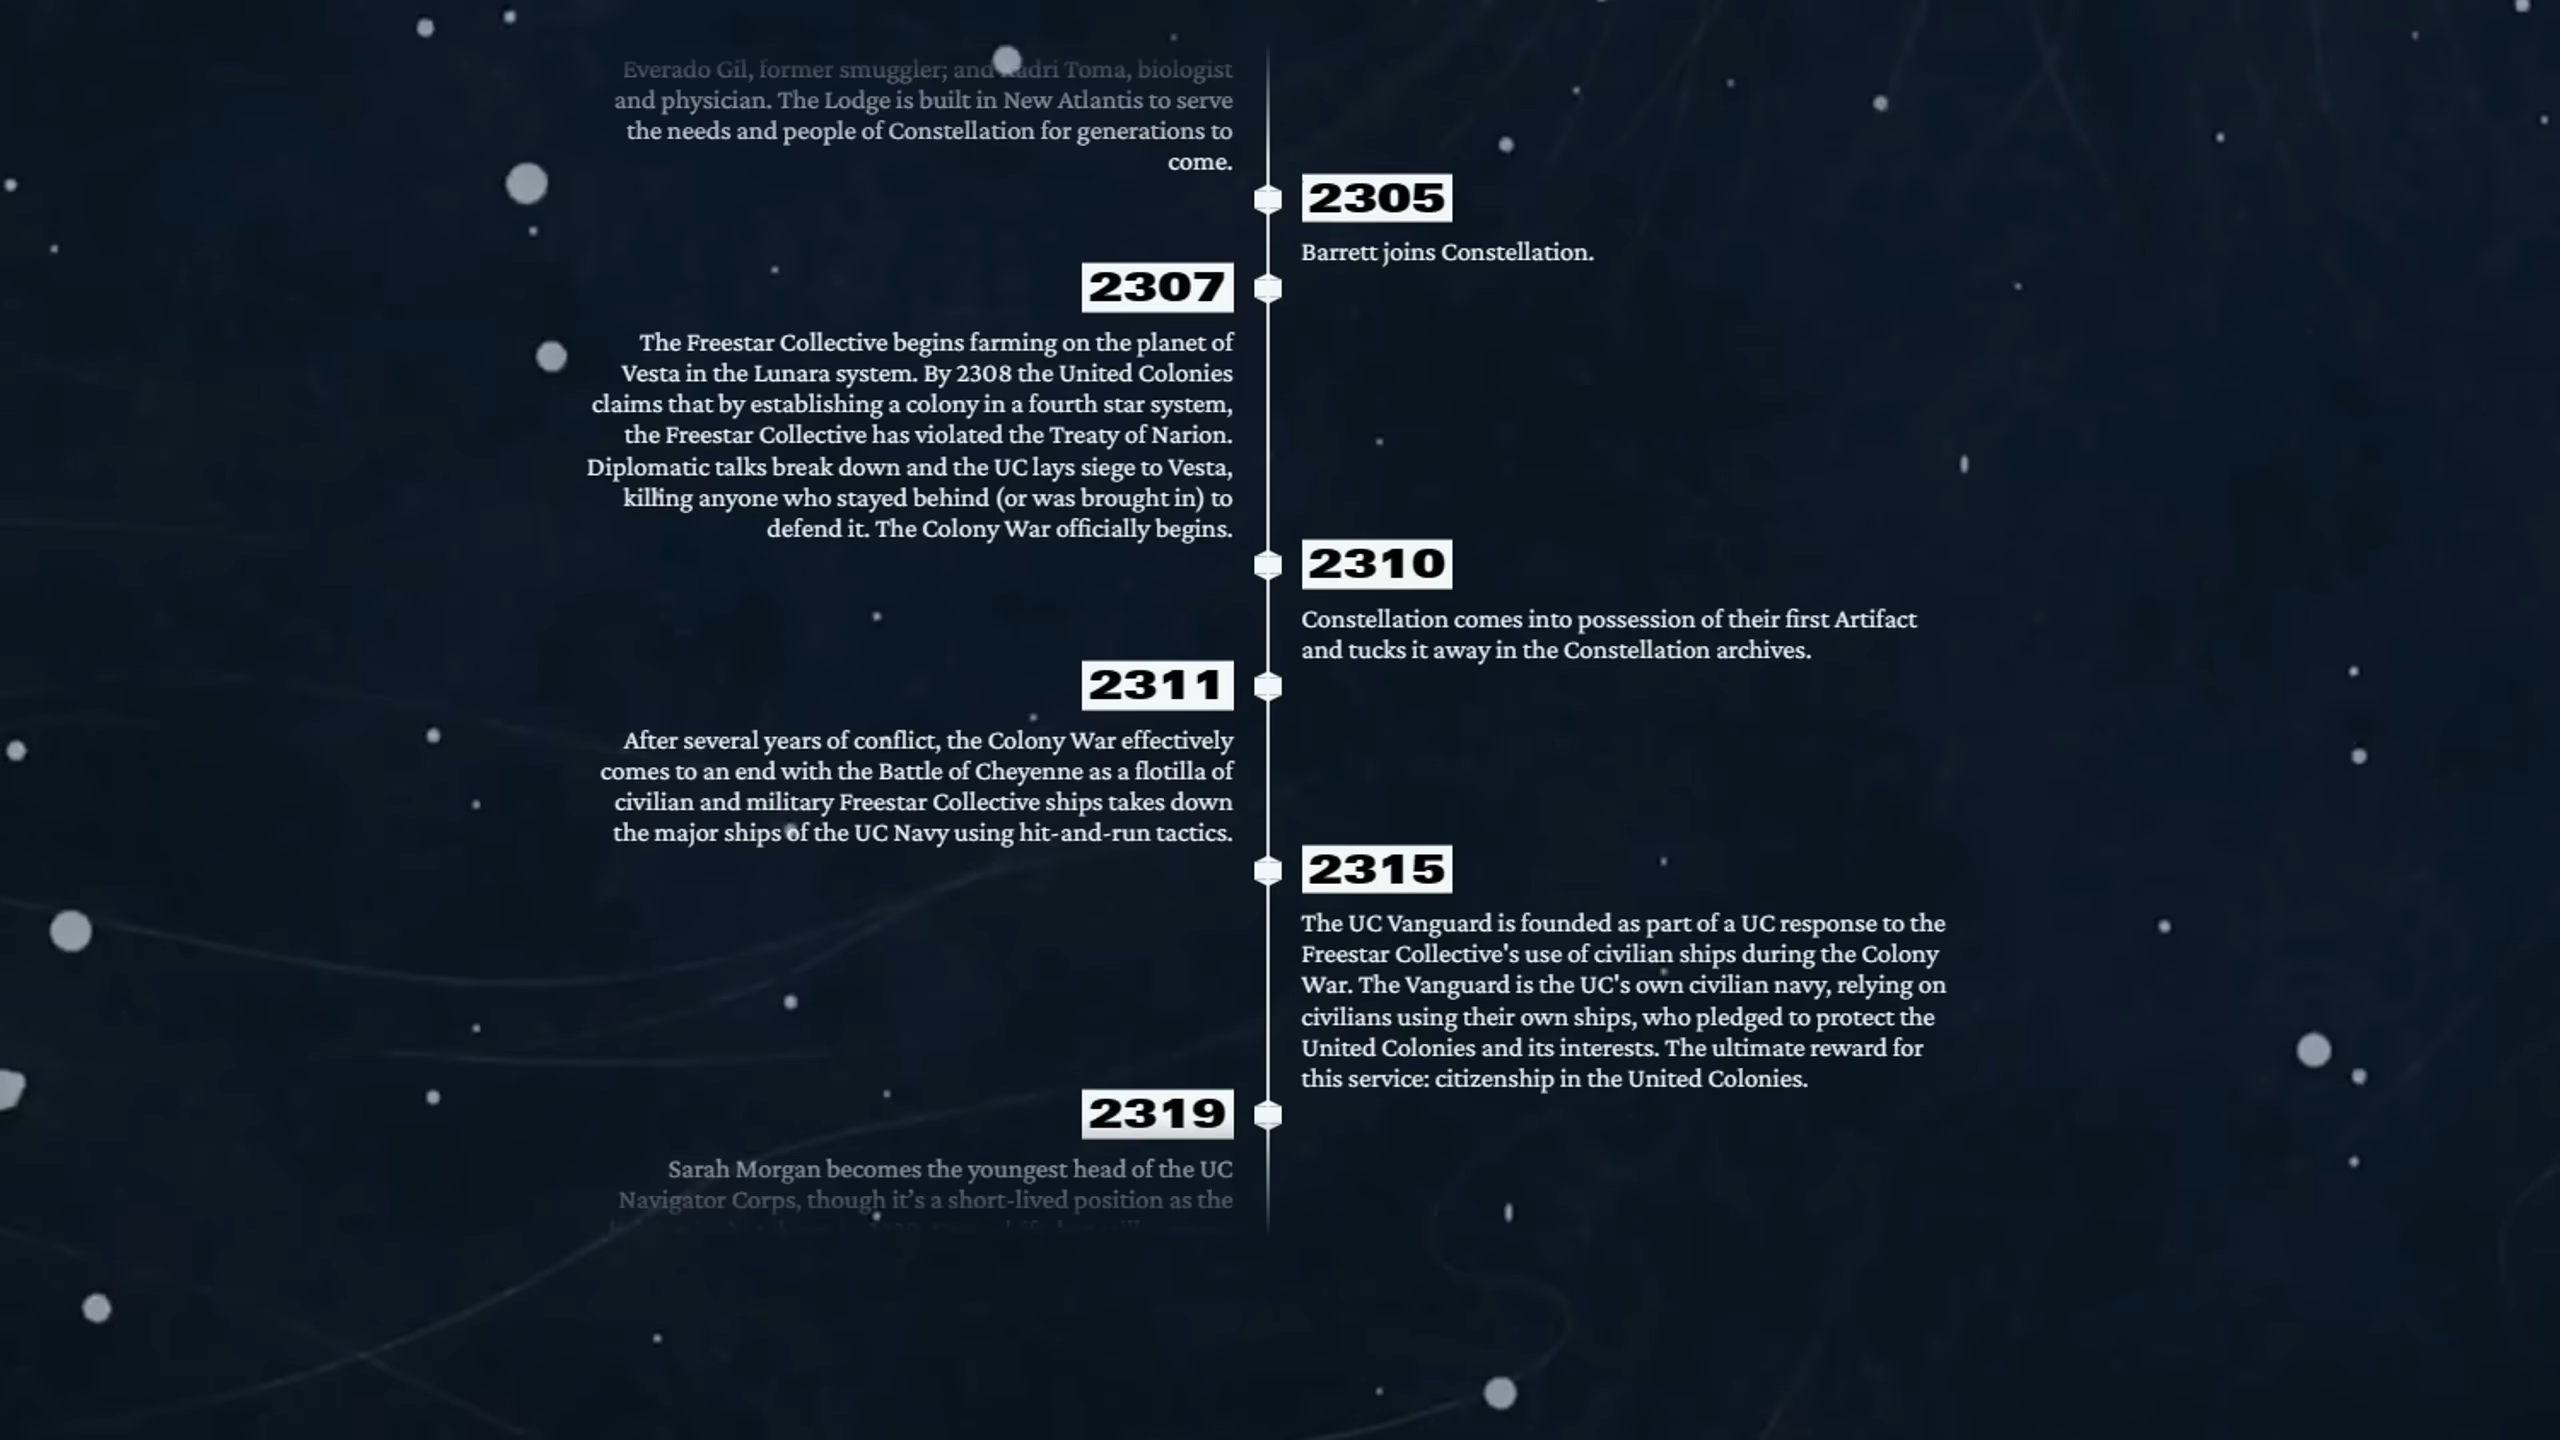 Everado Gil, former smuggler; and Toma, biologist
and physician. The Lodge is built in New Atlantis to serve
the needs and people of Constellation for generations to
come.
2305
Barrett joins Constellation.
2307
The Freestar Collective begins farming on the planet of
Vesta in the Lunara system. By 2308 the United Colonies
claims that by establishing a colony in a fourth star system,
the Freestar Collective has violated the Treaty of Narion.
Diplomatic talks break down and the UC lays siege to Vesta,
killing anyone who stayed behind (or was brought in) to
defend it. The Colony War officially begins.
2310
Constellation comes into possession of their first Artifact
and tucks it away in the Constellation archives.
2311
After several years of conflict, the Colony War effectively
comes to an end with the Battle of Cheyenne as a flotilla of
civilian and military Freestar Collective ships takes down
the major ships of the UC Navy using hit-and-run tactics.
2315
The UC Vanguard is founded as part of a UC response to the
Freestar Collective's use of civilian ships during the Colony
War. The Vanguard is the UC's own civilian navy, relying on
civilians using their own ships, who pledged to protect the
United Colonies and its interests. The ultimate reward for
this service: citizenship in the United Colonies.
2319
Sarah Morgan becomes the youngest head of the UC
Navigator Corps, though it’s a short-lived position as the